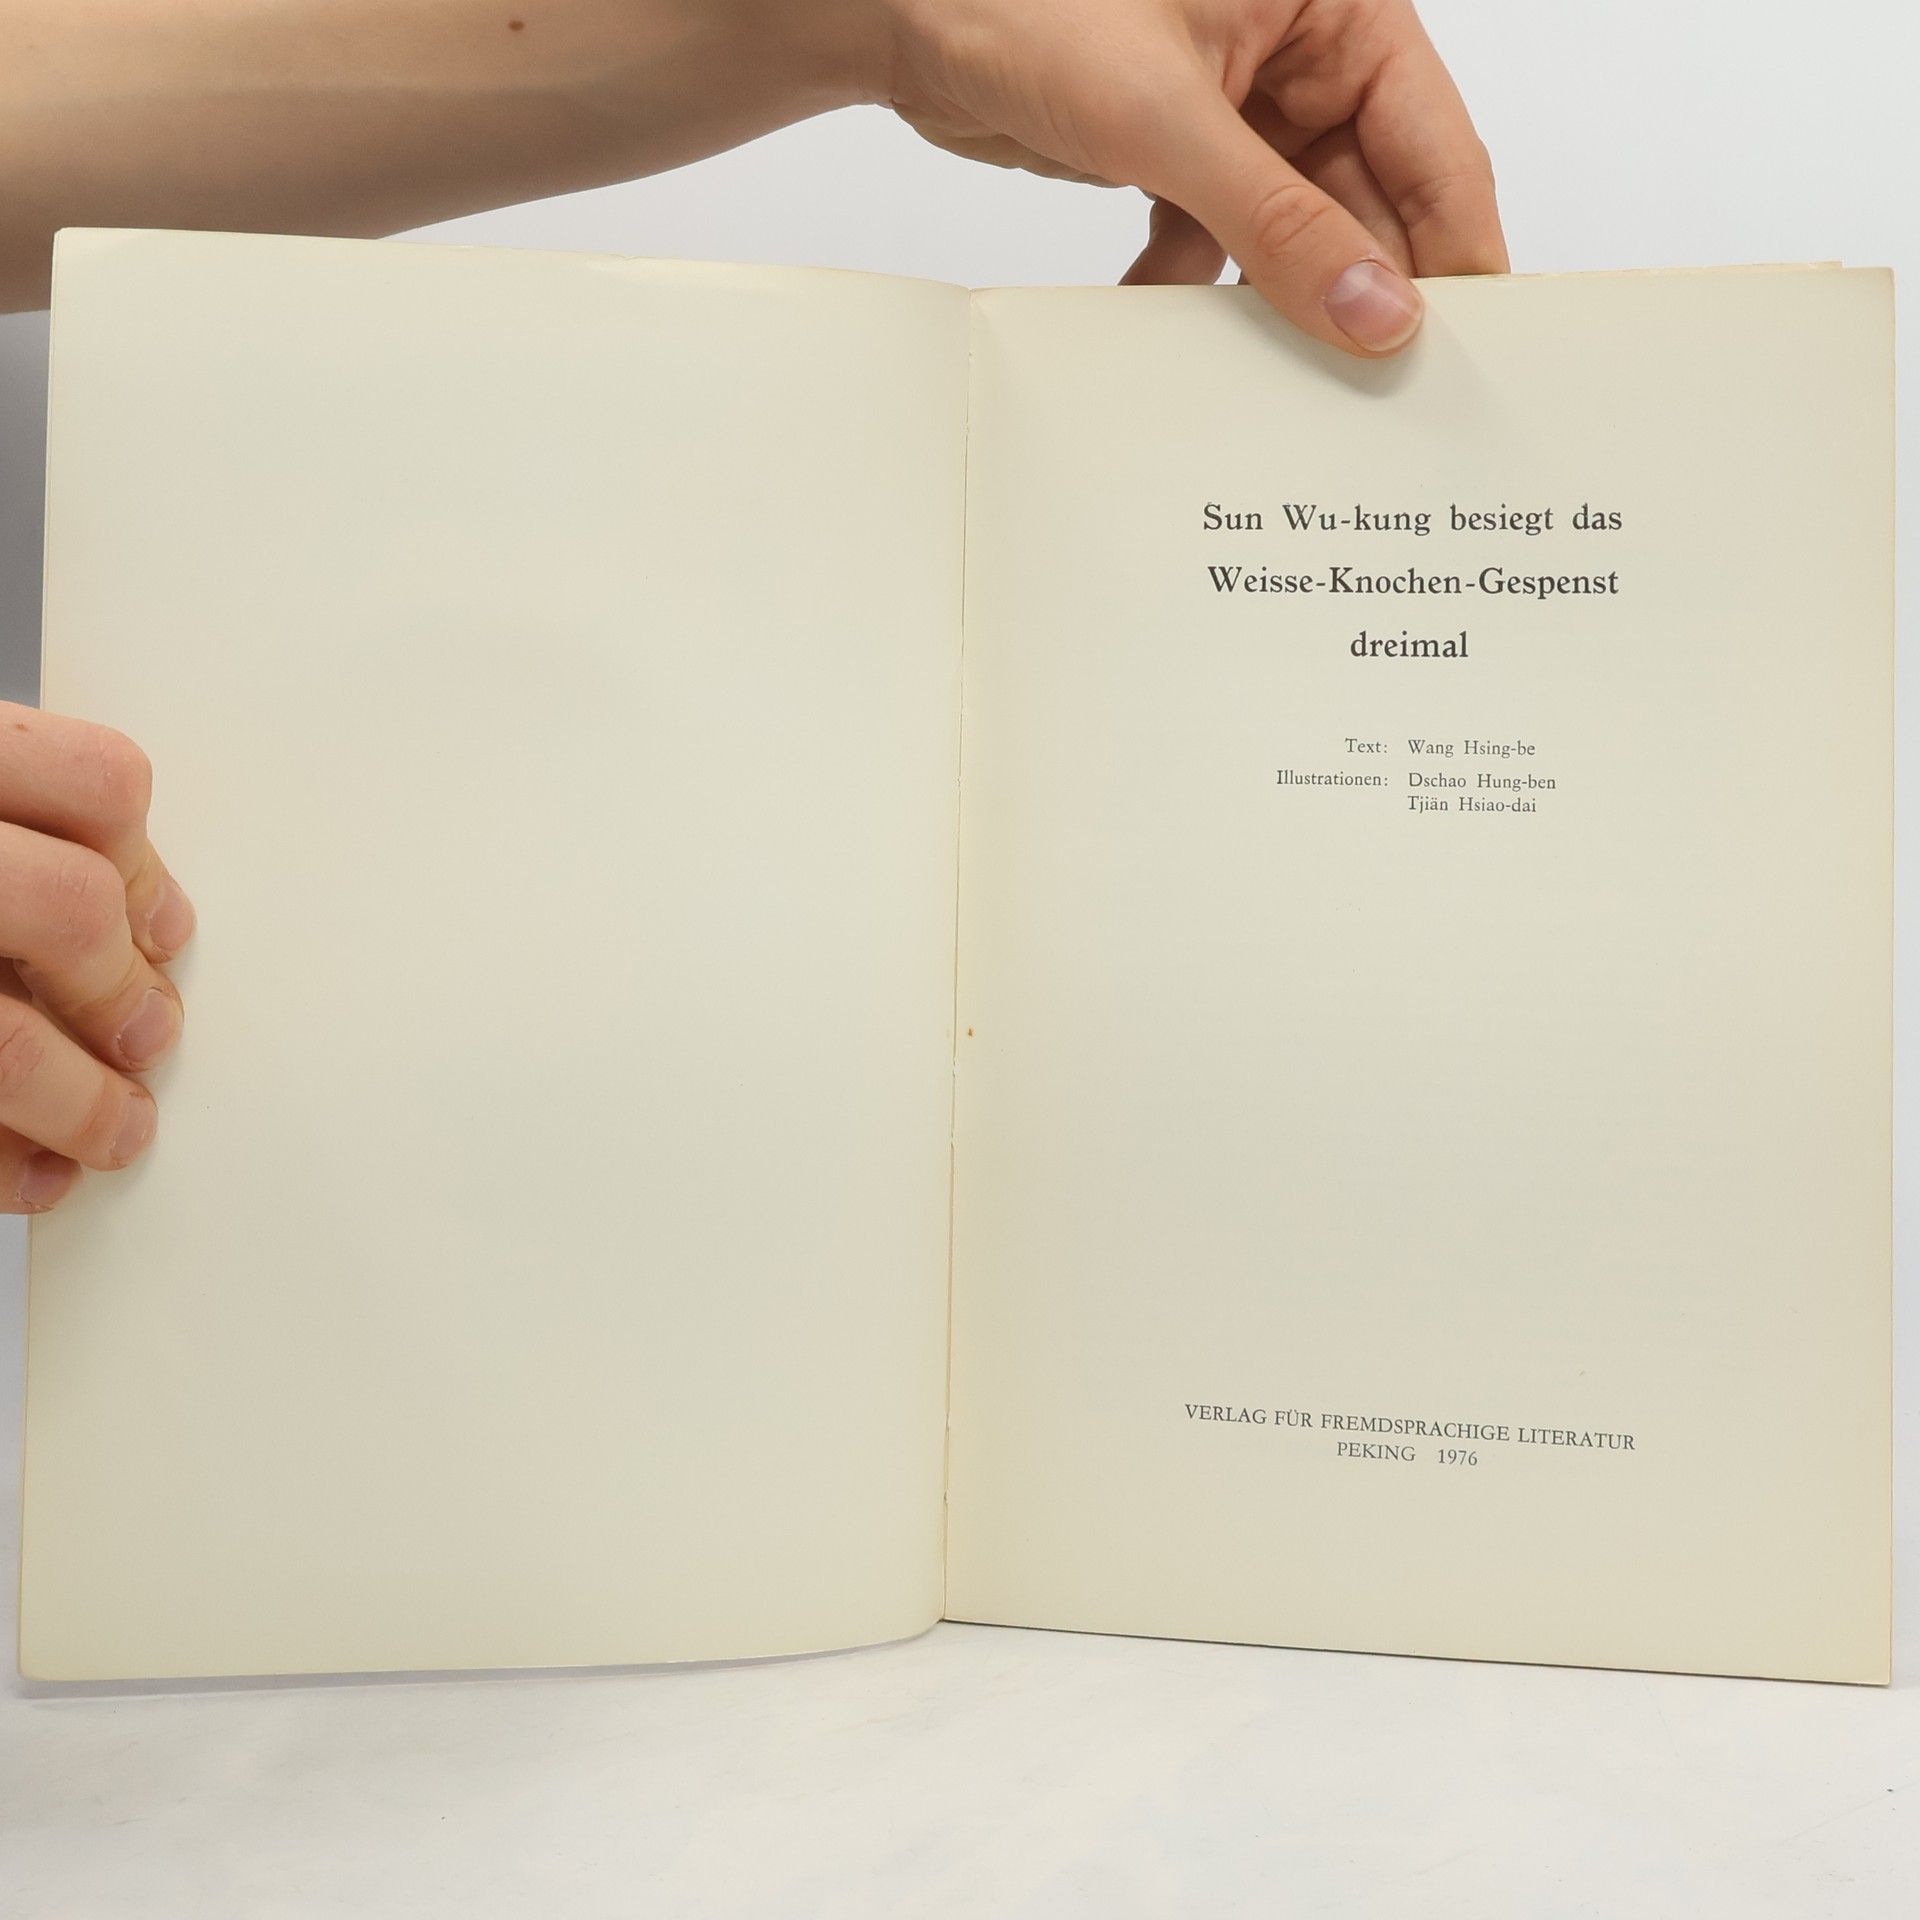 Sun Wu-kung besiegt das
Weisse-Knochen-Gespenst
dreimal
Text: Wang Hsing-be
Illustrationen: Dschao Hung-ben
Tjiän Hsiao-dai
VERLAG FÜR FREMDSPRACHIGE LITERATUR
PEKING 1976